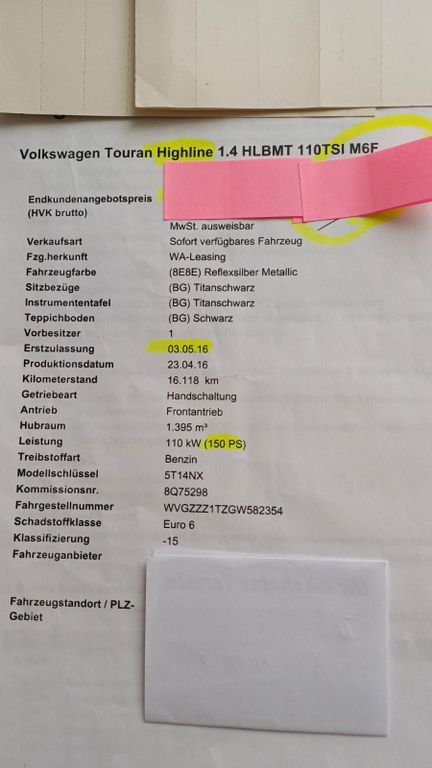 Volkswagen Touran Highline 1.4 HLBMT 110TSI M6F
Endkundenangebotspreis
(HVK brutto)
MwSt. ausweisbar
Verkaufsart Sofort verfügbares Fahrzeug
Fzg.herkunft WA-Leasing
Fahrzeugfarbe (8E8E) Reflexsilber Metallic
Sitzbezüge (BG) Titanschwarz
Instrumententafel (BG) Titanschwarz
Teppichboden (BG) Schwarz
Vorbesitzer 1
Erstzulassung 03.05.16
Produktionsdatum 23.04.16
Kilometerstand 16.118 km
Getriebeart Handschaltung
Antrieb Frontantrieb
Hubraum 1.395 m³
Leistung 110 kW (150 PS)
Treibstoffart Benzin
Modellschlüssel 5T14NX
Kommissionsnr. 8Q75298
Fahrgestellnummer WVGZZZ1TZGW582354
Schadstoffklasse Euro 6
Klassifizierung -15
Fahrzeuganbieter
Fahrzeugstandort / PLZ-
Gebiet